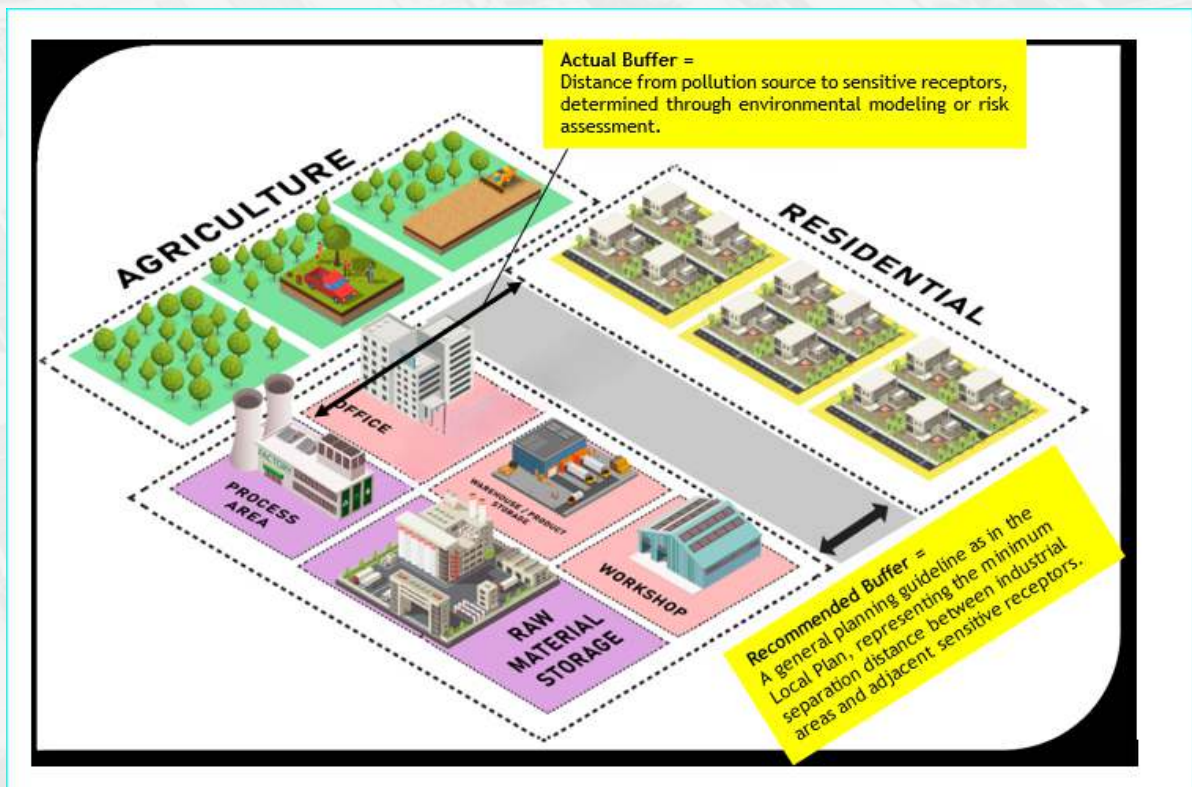 Actual Buffer =
Distance from pollution source to sensitive receptors,
determined through environmental modeling or risk
assessment.
AGRICULTURE
RESIDENTIAL
OFFICE
FACTORY
PROCESS
AREA
WAREHOUSE / PRODUCT
STORAGE
WORKSHOP
RAW
MATERIAL
STORAGE
Recommended Buffer =
A general planning guideline as in the
Local Plan, representing the minimum
separation distance between industrial
areas and adjacent sensitive receptors.